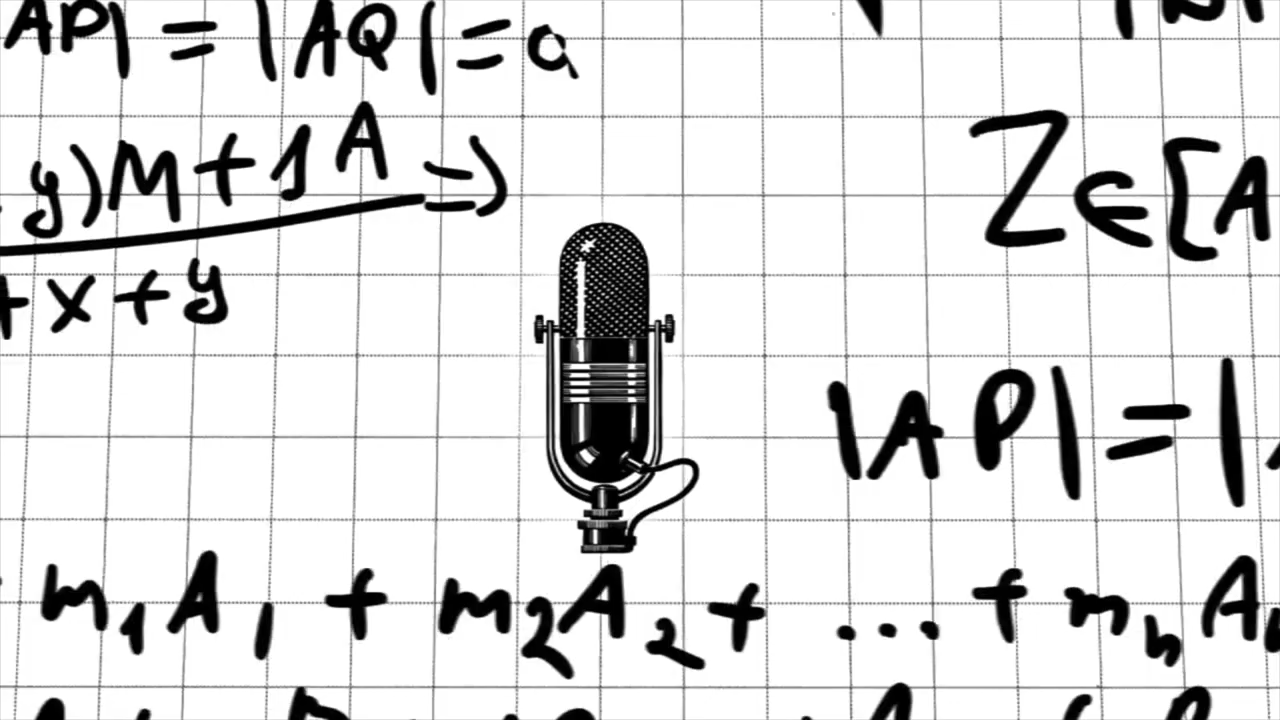 AP| = |AQ| = a
y)M + 1A =>
+ x + y
Z∈[A
|AP| = |
m₁A₁ + m₂A₂ + ... + mₙA